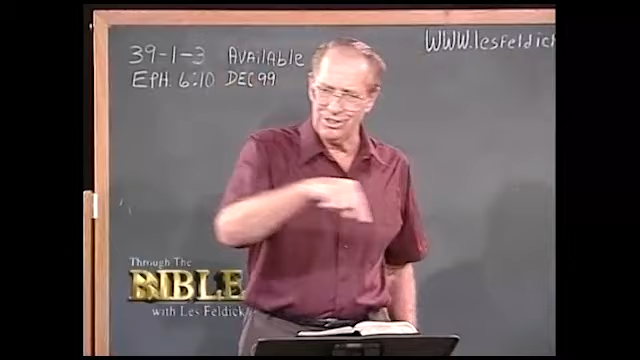 39-1-3 Available
EPH. 6:10 DEC 99
WWW.lesfeldick
Through The
BIBLE
with Les Feldick